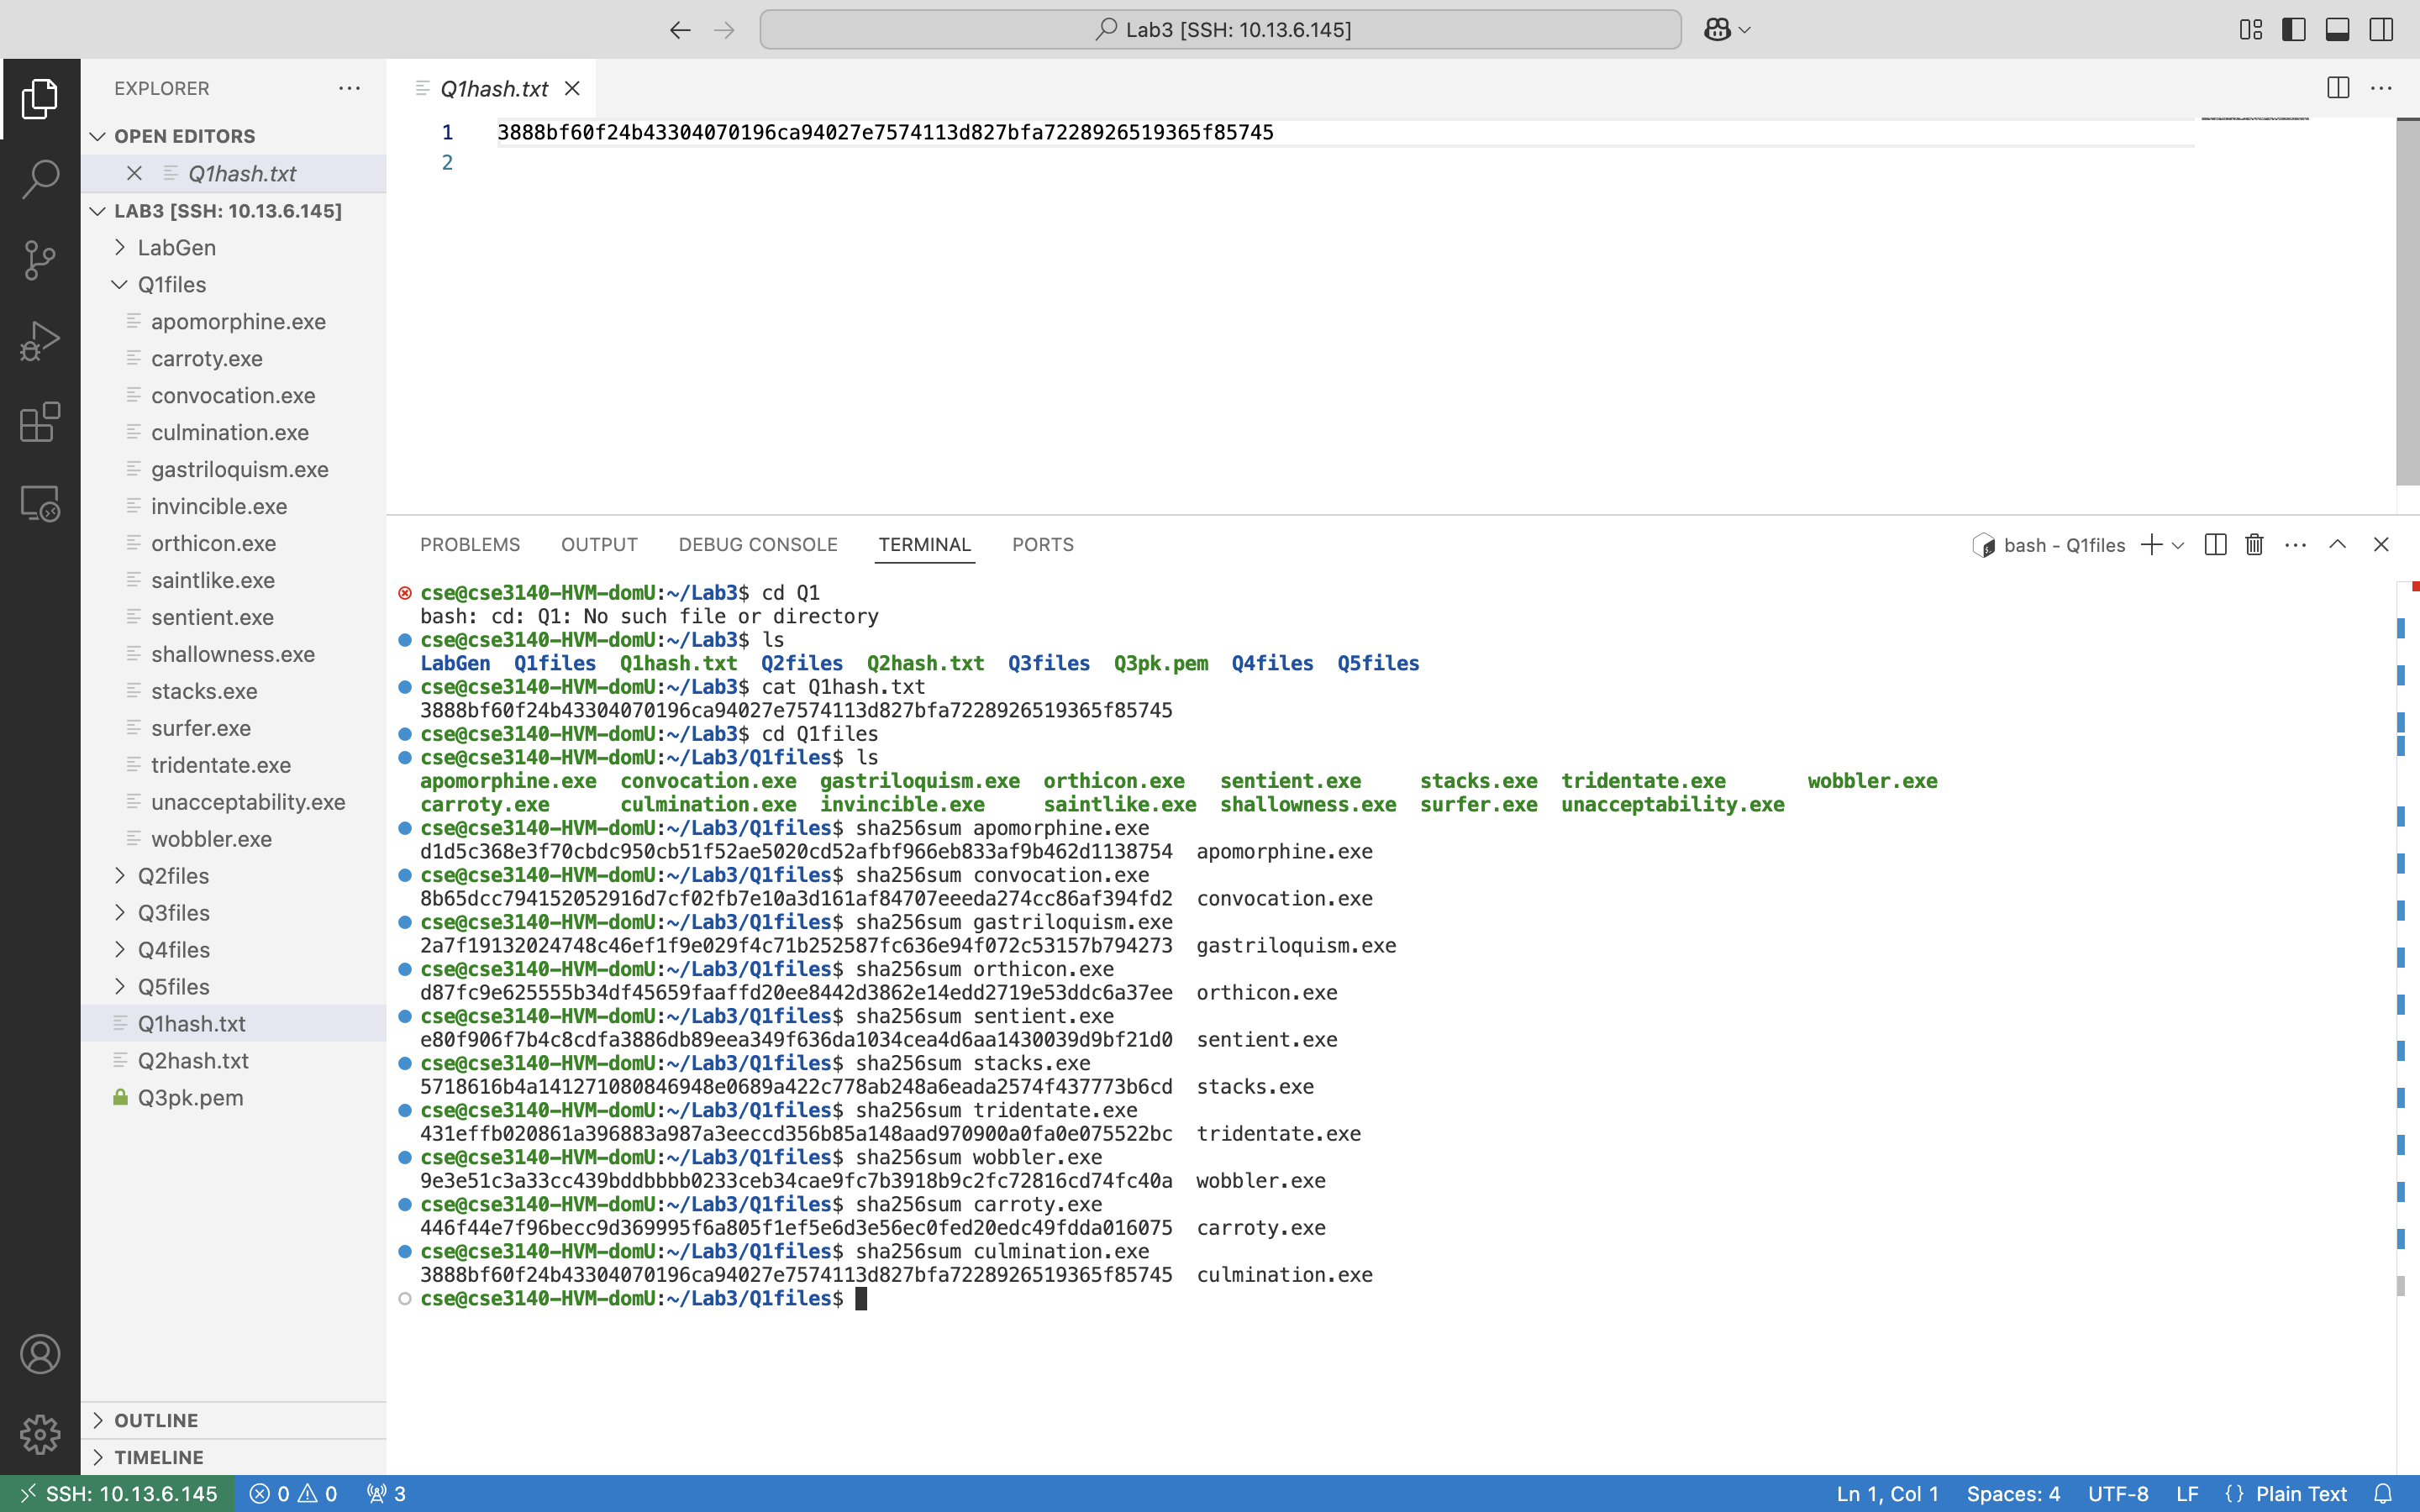 Lab3 [SSH: 10.13.6.145]
EXPLORER
OPEN EDITORS
Q1hash.txt
LAB3 [SSH: 10.13.6.145]
LabGen
Q1files
apomorphine.exe
carroty.exe
convocation.exe
culmination.exe
gastriloquism.exe
invincible.exe
orthicon.exe
saintlike.exe
sentient.exe
shallowness.exe
stacks.exe
surfer.exe
tridentate.exe
unacceptability.exe
wobbler.exe
Q2files
Q3files
Q4files
Q5files
Q1hash.txt
Q2hash.txt
Q3pk.pem
OUTLINE
TIMELINE
Q1hash.txt
1 3888bf60f24b43304070196ca94027e7574113d827bfa7228926519365f85745
2
PROBLEMS OUTPUT DEBUG CONSOLE TERMINAL PORTS
bash - Q1files
cse@cse3140-HVM-domU:~/Lab3$ cd Q1
bash: cd: Q1: No such file or directory
cse@cse3140-HVM-domU:~/Lab3$ ls
LabGen Q1files Q1hash.txt Q2files Q2hash.txt Q3files Q3pk.pem Q4files Q5files
cse@cse3140-HVM-domU:~/Lab3$ cat Q1hash.txt
3888bf60f24b43304070196ca94027e7574113d827bfa7228926519365f85745
cse@cse3140-HVM-domU:~/Lab3$ cd Q1files
cse@cse3140-HVM-domU:~/Lab3/Q1files$ ls
apomorphine.exe convocation.exe gastriloquism.exe orthicon.exe sentient.exe stacks.exe tridentate.exe wobbler.exe
carroty.exe culmination.exe invincible.exe saintlike.exe shallowness.exe surfer.exe unacceptability.exe
cse@cse3140-HVM-domU:~/Lab3/Q1files$ sha256sum apomorphine.exe
d1d5c368e3f70cbdc950cb51f52ae5020cd52afbf966eb833af9b462d1138754 apomorphine.exe
cse@cse3140-HVM-domU:~/Lab3/Q1files$ sha256sum convocation.exe
8b65dcc794152052916d7cf02fb7e10a3d161af84707eeeda274cc86af394fd2 convocation.exe
cse@cse3140-HVM-domU:~/Lab3/Q1files$ sha256sum gastriloquism.exe
2a7f19132024748c46ef1f9e029f4c71b252587fc636e94f072c53157b794273 gastriloquism.exe
cse@cse3140-HVM-domU:~/Lab3/Q1files$ sha256sum orthicon.exe
d87fc9e625555b34df45659faaffd20ee8442d3862e14edd2719e53ddc6a37ee orthicon.exe
cse@cse3140-HVM-domU:~/Lab3/Q1files$ sha256sum sentient.exe
e80f906f7b4c8cdfa3886db89eea349f636da1034cea4d6aa1430039d9bf21d0 sentient.exe
cse@cse3140-HVM-domU:~/Lab3/Q1files$ sha256sum stacks.exe
5718616b4a141271080846948e0689a422c778ab248a6eada2574f437773b6cd stacks.exe
cse@cse3140-HVM-domU:~/Lab3/Q1files$ sha256sum tridentate.exe
431effb020861a396883a987a3eeccd356b85a148aad970900a0fa0e075522bc tridentate.exe
cse@cse3140-HVM-domU:~/Lab3/Q1files$ sha256sum wobbler.exe
9e3e51c3a33cc439bddbbbb0233ceb34cae9fc7b3918b9c2fc72816cd74fc40a wobbler.exe
cse@cse3140-HVM-domU:~/Lab3/Q1files$ sha256sum carroty.exe
446f44e7f96becc9d369995f6a805f1ef5e6d3e56ec0fed20edc49fdda016075 carroty.exe
cse@cse3140-HVM-domU:~/Lab3/Q1files$ sha256sum culmination.exe
3888bf60f24b43304070196ca94027e7574113d827bfa7228926519365f85745 culmination.exe
cse@cse3140-HVM-domU:~/Lab3/Q1files$
SSH: 10.13.6.145 0 0 3 Ln 1, Col 1 Spaces: 4 UTF-8 LF {} Plain Text